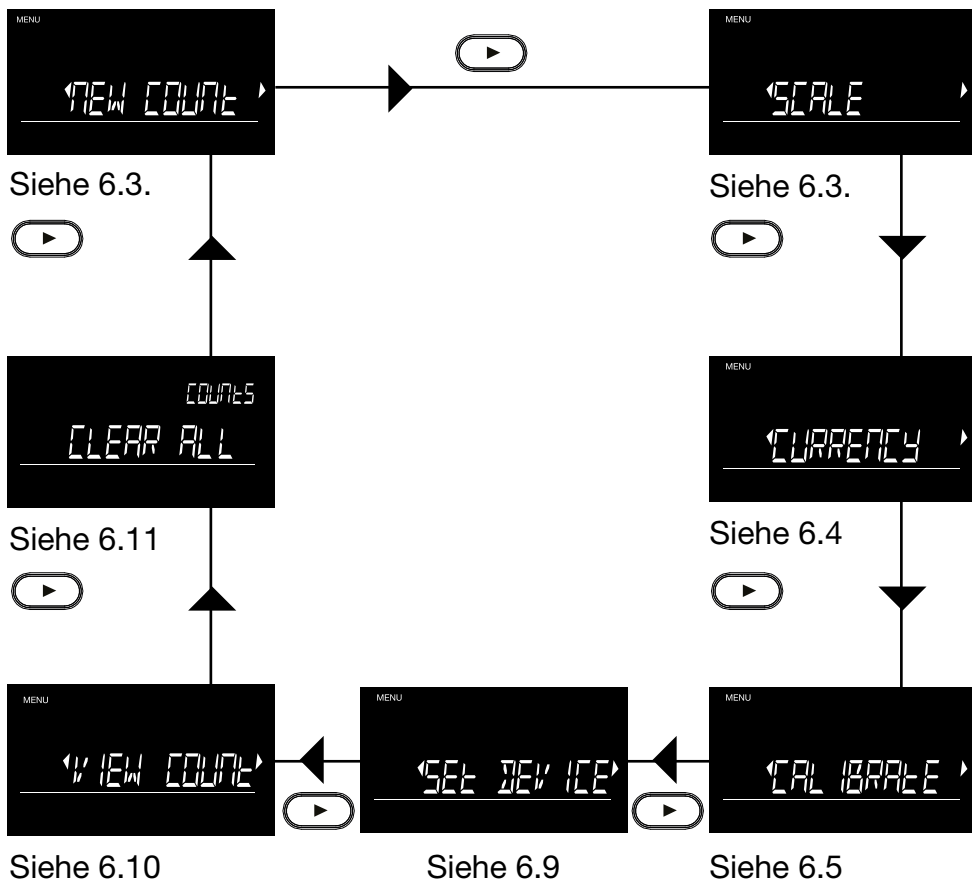 MENU
NEW COUNt
Siehe 6.3.
MENU
SCALE
Siehe 6.3.
COUNtS
CLEAR ALL
Siehe 6.11
MENU
CURRENCY
Siehe 6.4
MENU
VIEW COUNt
Siehe 6.10
MENU
SEt DEVICE
Siehe 6.9
MENU
CALIBRAtE
Siehe 6.5